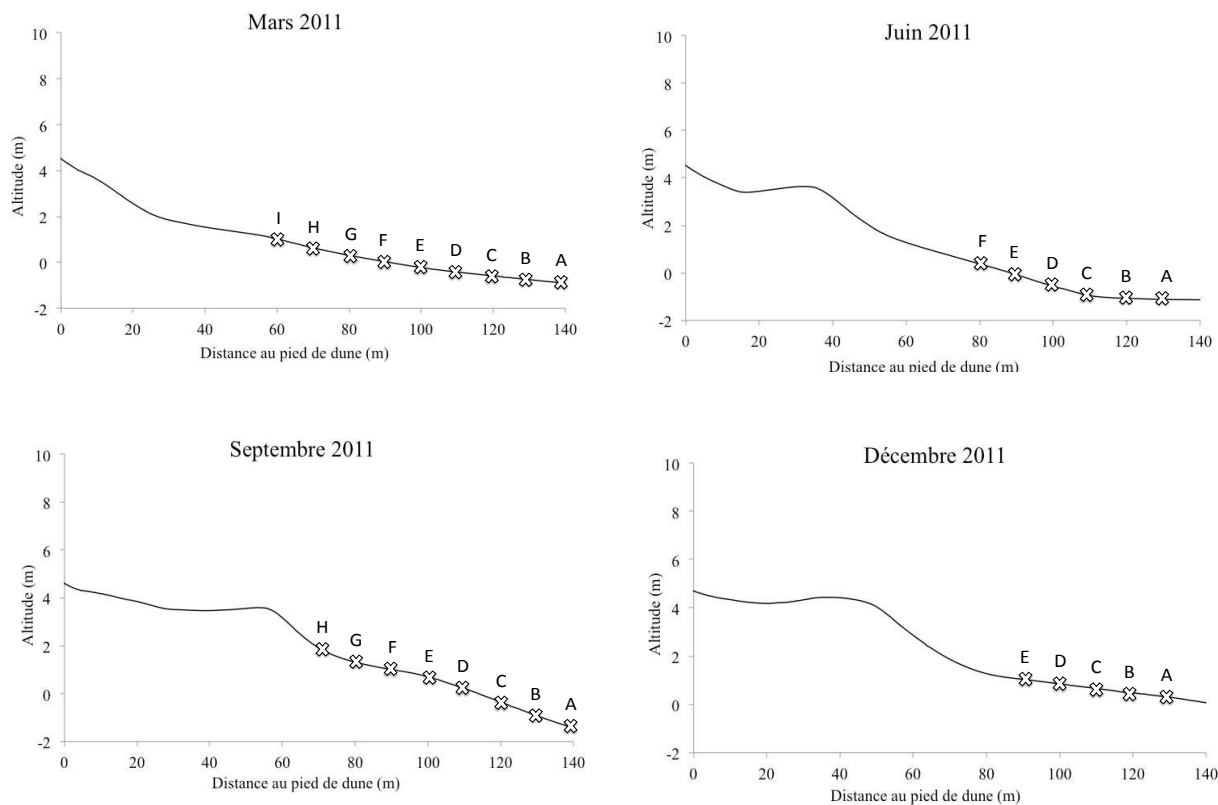 Mars 2011
10
8
6
4
2
0
-2
Altitude (m)
I H G F E D C B A
0 20 40 60 80 100 120 140
Distance au pied de dune (m)
Juin 2011
10
8
6
4
2
0
-2
Altitude (m)
F E D C B A
0 20 40 60 80 100 120 140
Distance au pied de dune (m)
Septembre 2011
10
8
6
4
2
0
-2
Altitude (m)
H G F E D C B A
0 20 40 60 80 100 120 140
Distance au pied de dune (m)
Décembre 2011
10
8
6
4
2
0
-2
Altitude (m)
E D C B A
0 20 40 60 80 100 120 140
Distance au pied de dune (m)